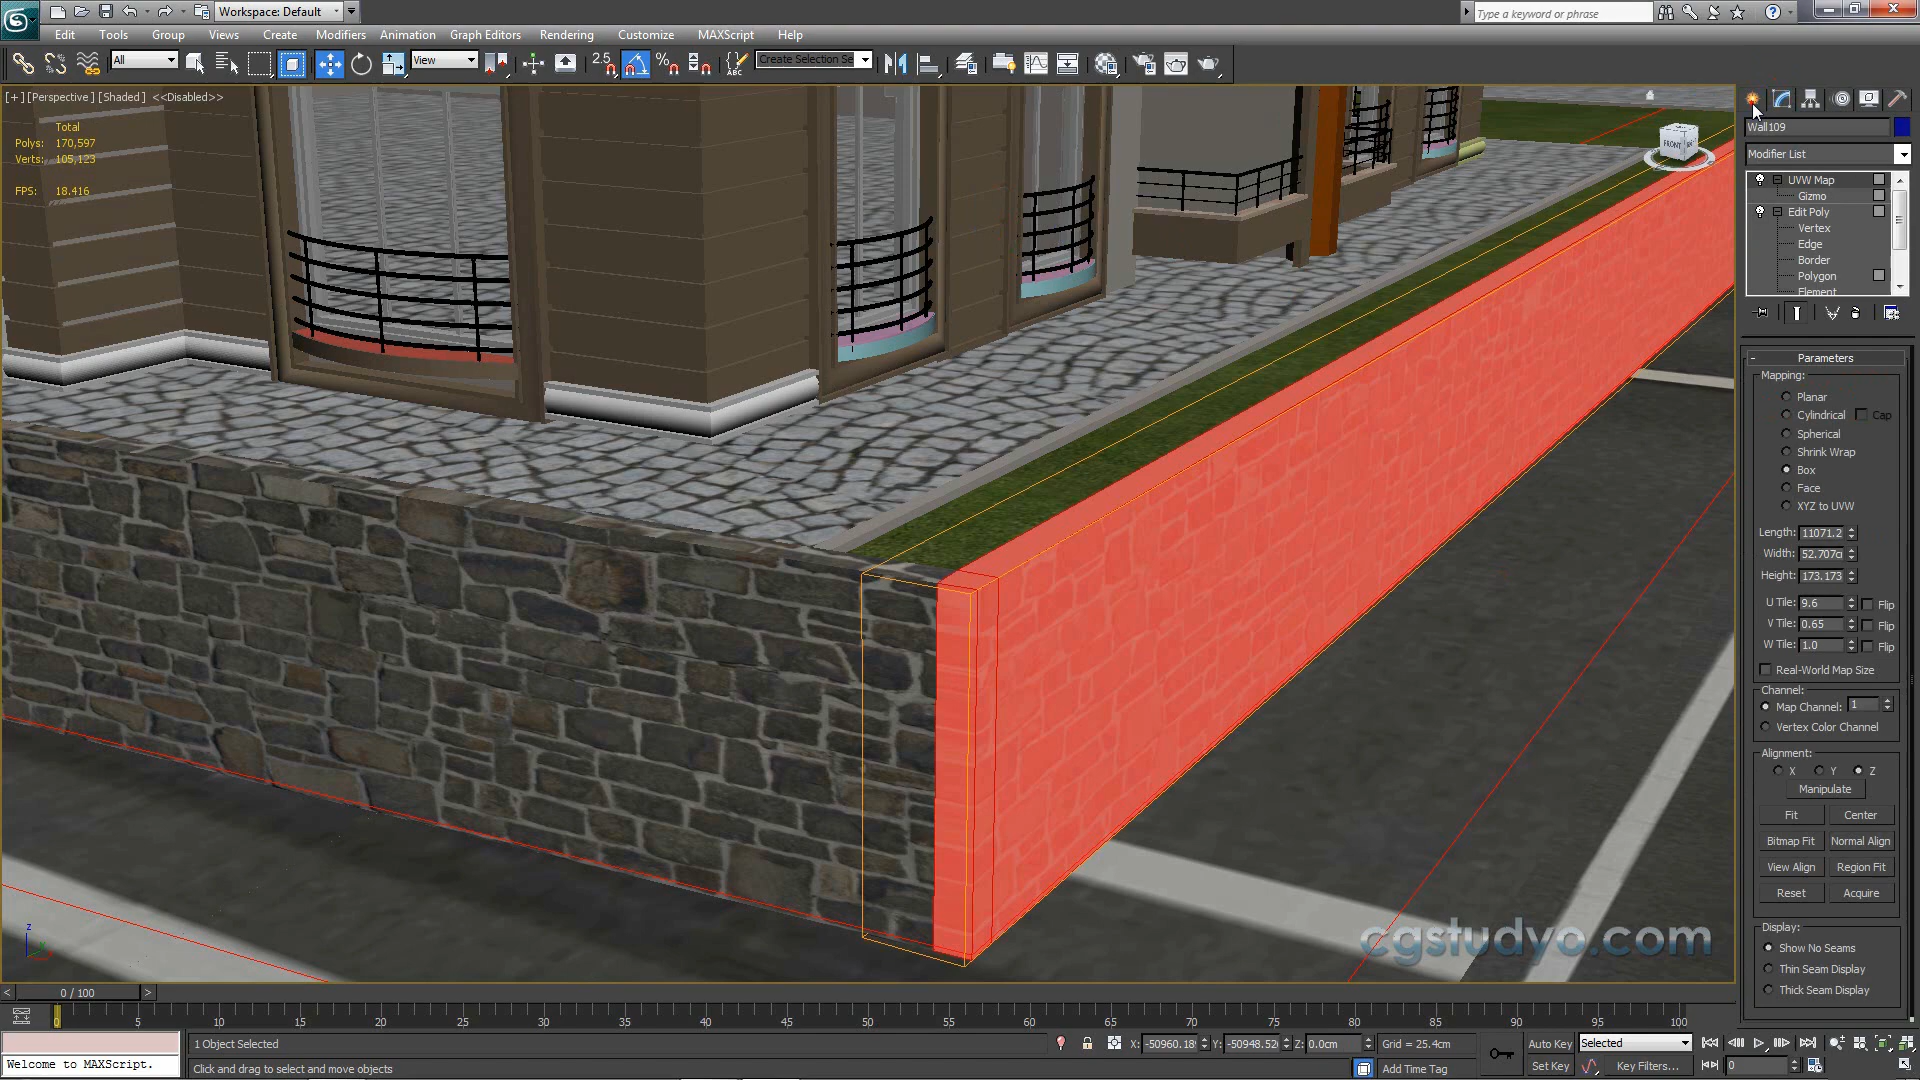 Workspace: Default
Type a keyword or phrase
Edit Tools Group Views Create Modifiers Animation Graph Editors Rendering Customize MAXScript Help
All View 2.5 Create Selection Se
[+] [Perspective ] [Shaded ] <<Disabled>>
Total
Polys: 170,597
Verts: 105,123
FPS: 18.416
FRONT
Wall109
Modifier List
UVW Map
Gizmo
Edit Poly
Vertex
Edge
Border
Polygon
Element
Parameters
Mapping:
Planar
Cylindrical Cap
Spherical
Shrink Wrap
Box
Face
XYZ to UVW
Length: 11071.2
Width: 52.707c
Height: 173.173
U Tile: 9.6 Flip
V Tile: 0.65 Flip
W Tile: 1.0 Flip
Real-World Map Size
Channel:
Map Channel: 1
Vertex Color Channel
Alignment:
X Y Z
Manipulate
Fit Center
Bitmap Fit Normal Align
View Align Region Fit
Reset Acquire
Display:
Show No Seams
Thin Seam Display
Thick Seam Display
cgstudyo.com
z
< 0 / 100 >
0 5 10 15 20 25 30 35 40 45 50 55 60 65 70 75 80 85 90 95 100
1 Object Selected X: -50960.189 Y: -50948.526 Z: 0.0cm Grid = 25.4cm Auto Key Selected
Welcome to MAXScript. Click and drag to select and move objects Add Time Tag Set Key Key Filters... 0